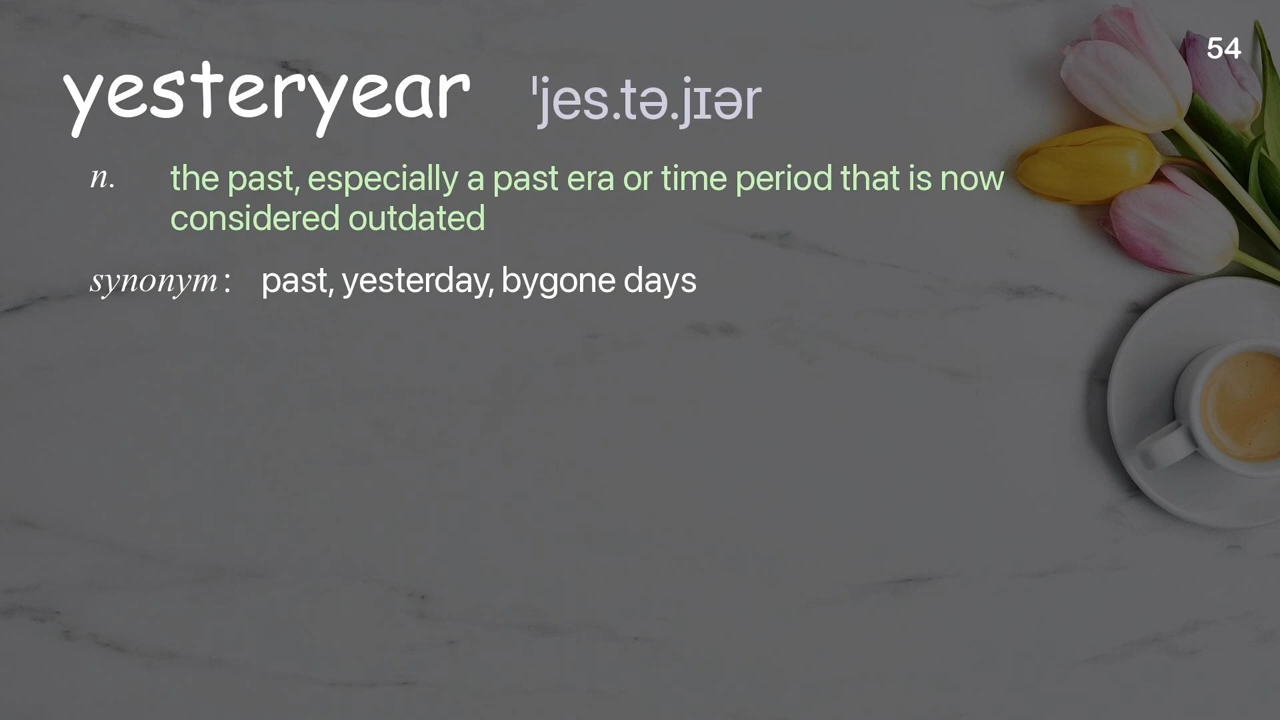 54
yesteryear ˈjes.tə.jɪər
n. the past, especially a past era or time period that is now
considered outdated
synonym: past, yesterday, bygone days